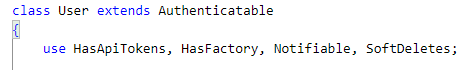 class User extends Authenticatable
{
    use HasApiTokens, HasFactory, Notifiable, SoftDeletes;